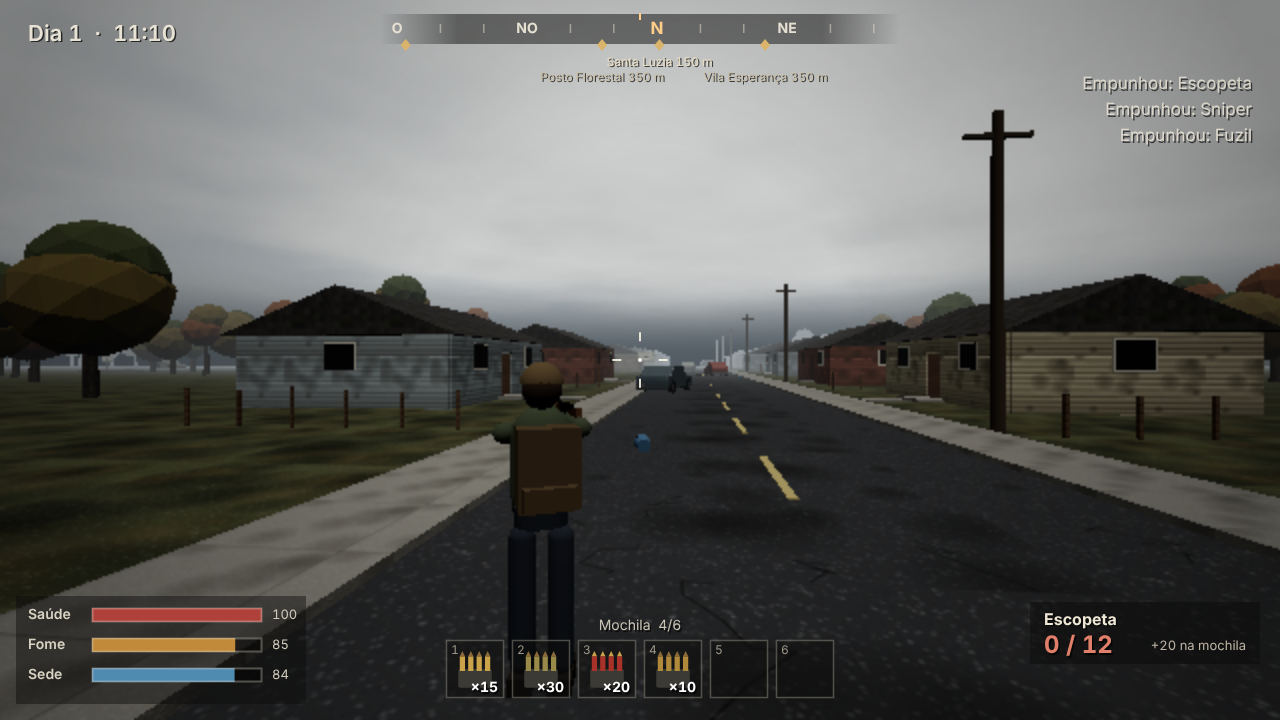 Dia 1 · 11:10
O NO N NE
Santa Luzia 150 m
Posto Florestal 350 m Vila Esperança 350 m
Empunhou: Escopeta
Empunhou: Sniper
Empunhou: Fuzil
Saúde 100
Fome 85
Sede 84
Mochila 4/6
1 2 3 4 5 6
×15 ×30 ×20 ×10
Escopeta
0 / 12 +20 na mochila